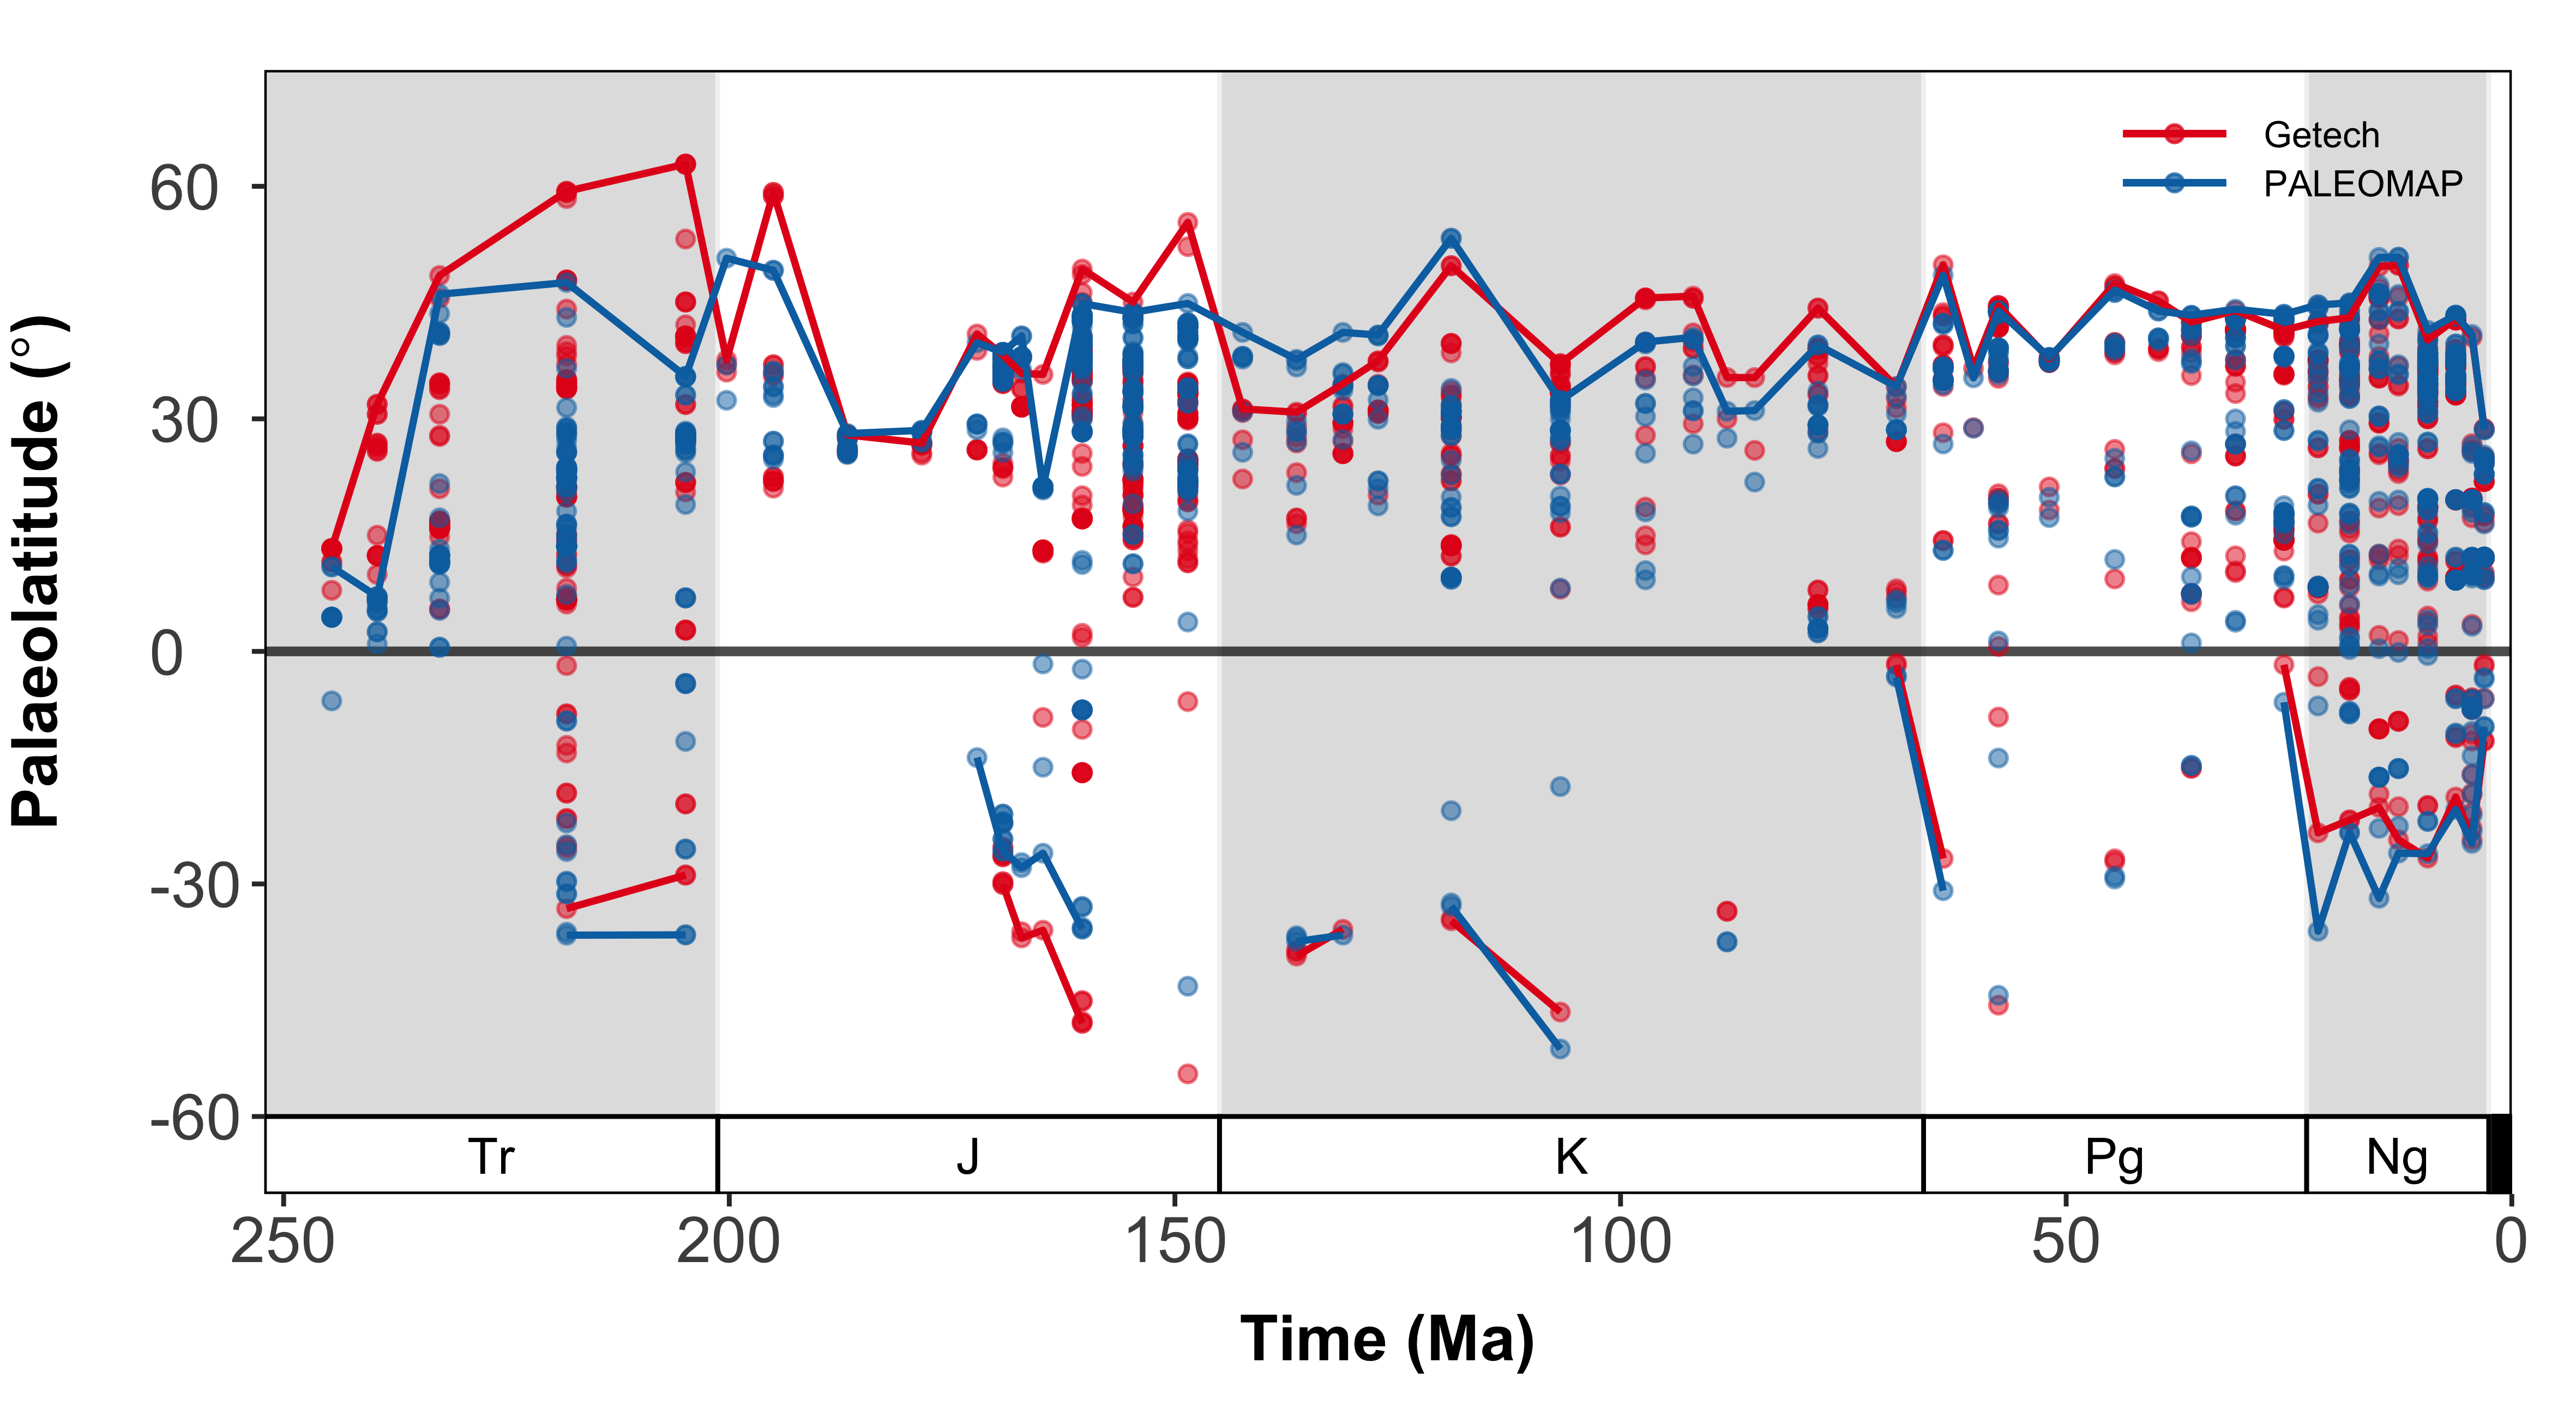 Getech
PALEOMAP
Palaeolatitude (°)
60
30
0
-30
-60
Tr J K Pg Ng
250 200 150 100 50 0
Time (Ma)